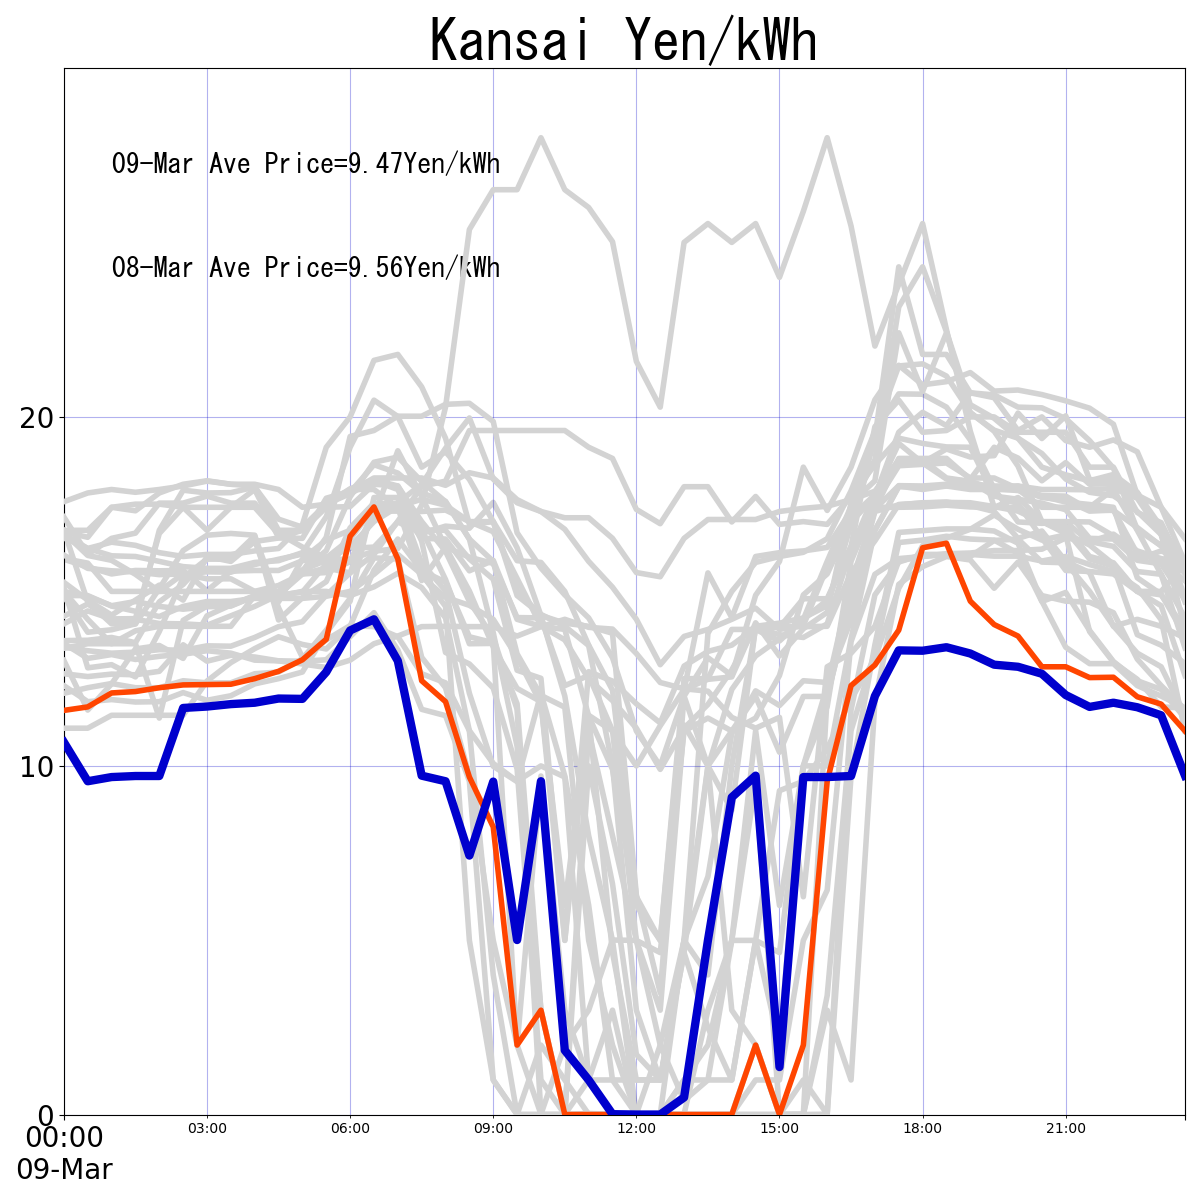 Kansai Yen/kWh
09-Mar Ave Price=9.47Yen/kWh
08-Mar Ave Price=9.56Yen/kWh
20
10
0
00:00 03:00 06:00 09:00 12:00 15:00 18:00 21:00
09-Mar